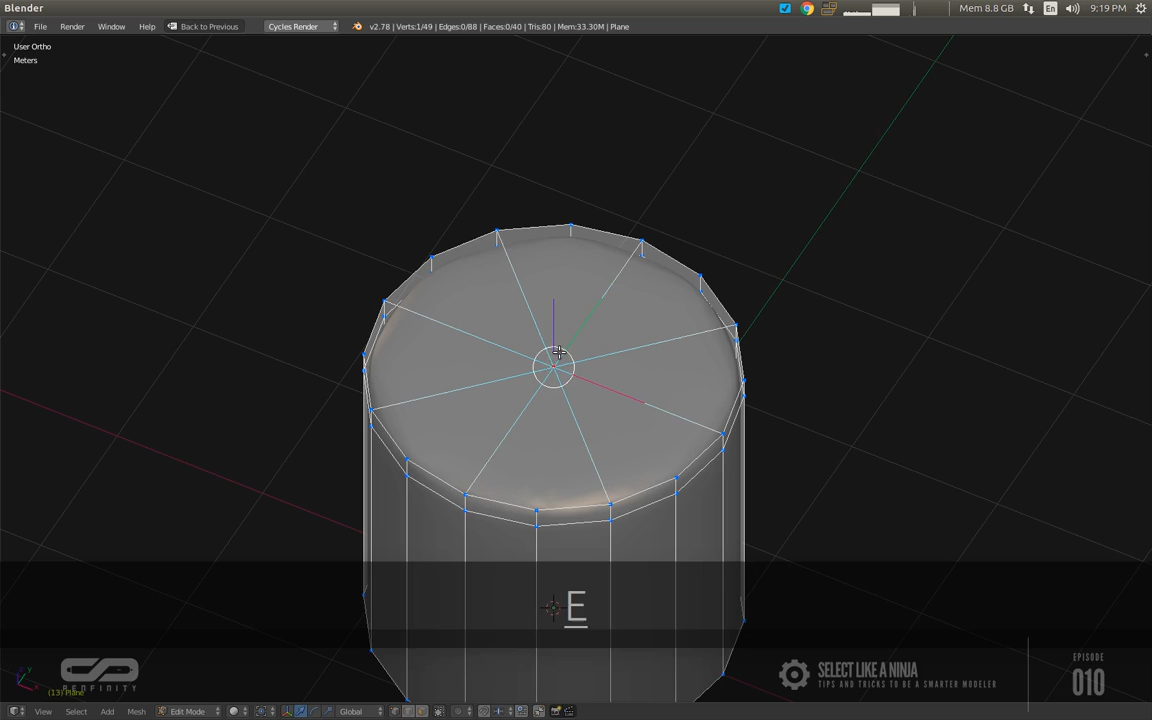 Blender
Mem 8.8 GB
En
9:19 PM
File Render Window Help
Back to Previous
Cycles Render
v2.78 | Verts:1/49 | Edges:0/88 | Faces:0/40 | Tris:80 | Mem:33.30M | Plane
User Ortho
Meters
E
BENFINITY
(13) Plane
SELECT LIKE A NINJA
TIPS AND TRICKS TO BE A SMARTER MODELER
EPISODE
010
View Select Add Mesh
Edit Mode
Global